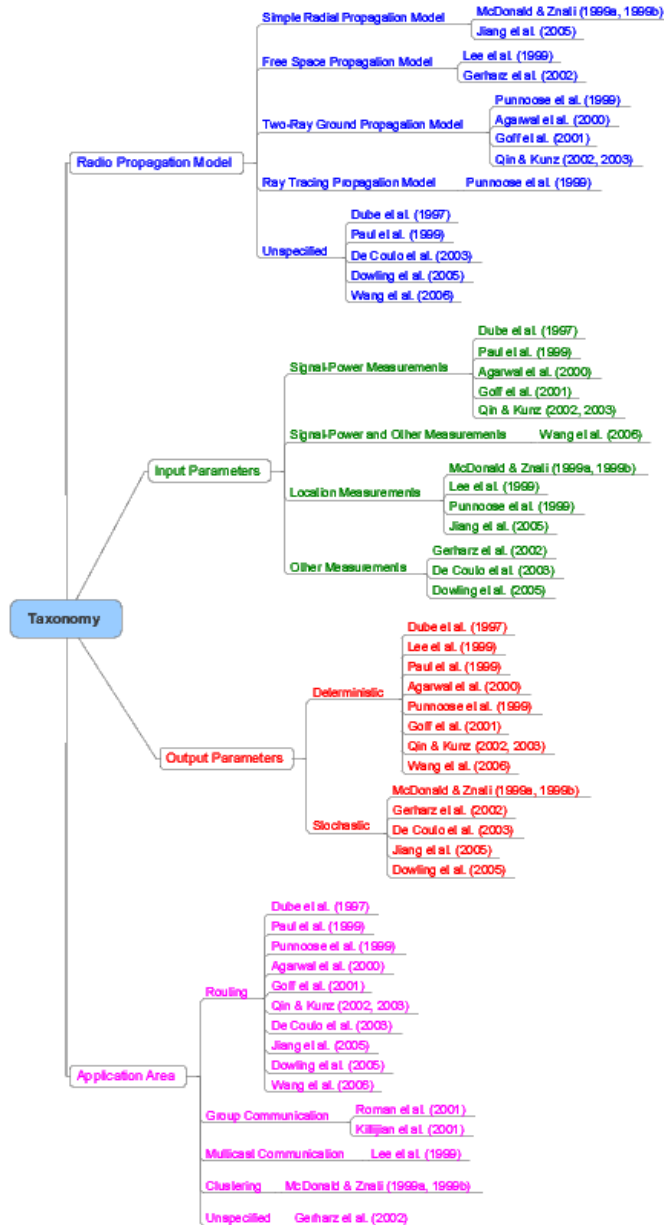 Simple Radial Propagation Model
McDonald & Znali (1999a, 1999b)
Jiang et al. (2005)
Free Space Propagation Model
Lee et al. (1999)
Gerharz et al. (2002)
Two-Ray Ground Propagation Model
Punnoose et al. (1999)
Agarwal et al. (2000)
Goff et al. (2001)
Qin & Kunz (2002, 2003)
Radio Propagation Model
Ray Tracing Propagation Model
Punnoose et al. (1999)
Unspecified
Dube et al. (1997)
Paul et al. (1999)
De Couto et al. (2003)
Dowling et al. (2005)
Wang et al. (2006)
Input Parameters
Signal-Power Measurements
Dube et al. (1997)
Paul et al. (1999)
Agarwal et al. (2000)
Goff et al. (2001)
Qin & Kunz (2002, 2003)
Signal-Power and Other Measurements
Wang et al. (2006)
Location Measurements
McDonald & Znali (1999a, 1999b)
Lee et al. (1999)
Punnoose et al. (1999)
Jiang et al. (2005)
Other Measurements
Gerharz et al. (2002)
De Couto et al. (2003)
Dowling et al. (2005)
Taxonomy
Output Parameters
Deterministic
Dube et al. (1997)
Lee et al. (1999)
Paul et al. (1999)
Agarwal et al. (2000)
Punnoose et al. (1999)
Goff et al. (2001)
Qin & Kunz (2002, 2003)
Wang et al. (2006)
Stochastic
McDonald & Znali (1999a, 1999b)
Gerharz et al. (2002)
De Couto et al. (2003)
Jiang et al. (2005)
Dowling et al. (2005)
Application Area
Routing
Dube et al. (1997)
Paul et al. (1999)
Punnoose et al. (1999)
Agarwal et al. (2000)
Goff et al. (2001)
Qin & Kunz (2002, 2003)
De Couto et al. (2003)
Jiang et al. (2005)
Dowling et al. (2005)
Wang et al. (2006)
Group Communication
Roman et al. (2001)
Killijian et al. (2001)
Multicast Communication
Lee et al. (1999)
Clustering
McDonald & Znali (1999a, 1999b)
Unspecified
Gerharz et al. (2002)